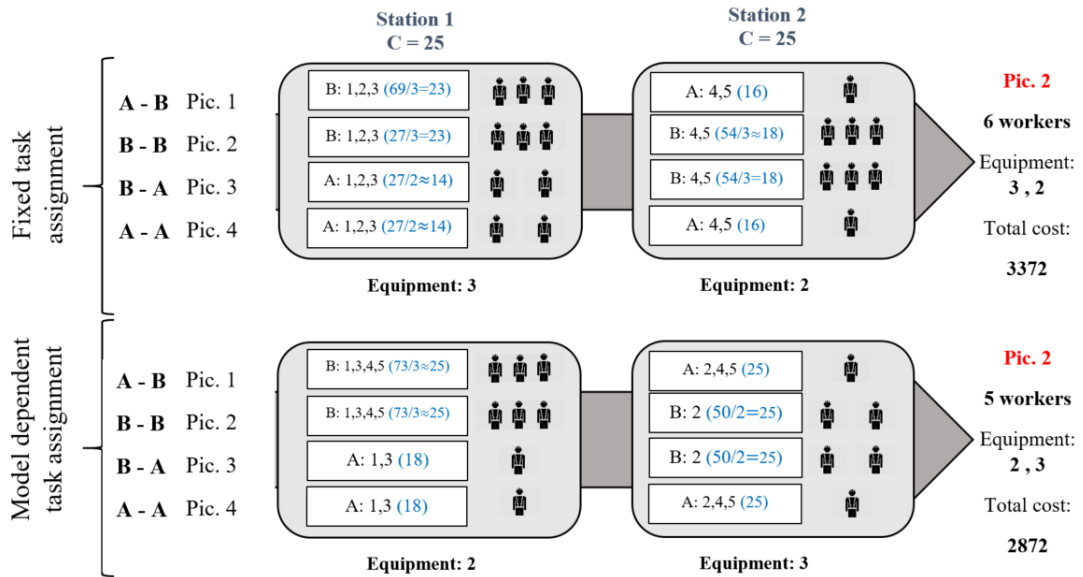 Station 1
C = 25
Station 2
C = 25
Fixed task
assignment
A - B Pic. 1
B: 1,2,3 (69/3=23)
A: 4,5 (16)
B - B Pic. 2
B: 1,2,3 (27/3=23)
B: 4,5 (54/3≈18)
B - A Pic. 3
A: 1,2,3 (27/2≈14)
B: 4,5 (54/3=18)
A - A Pic. 4
A: 1,2,3 (27/2≈14)
A: 4,5 (16)
Equipment: 3
Equipment: 2
Pic. 2
6 workers
Equipment:
3 , 2
Total cost:
3372
Model dependent
task assignment
A - B Pic. 1
B: 1,3,4,5 (73/3≈25)
A: 2,4,5 (25)
B - B Pic. 2
B: 1,3,4,5 (73/3≈25)
B: 2 (50/2=25)
B - A Pic. 3
A: 1,3 (18)
B: 2 (50/2=25)
A - A Pic. 4
A: 1,3 (18)
A: 2,4,5 (25)
Equipment: 2
Equipment: 3
Pic. 2
5 workers
Equipment:
2 , 3
Total cost:
2872